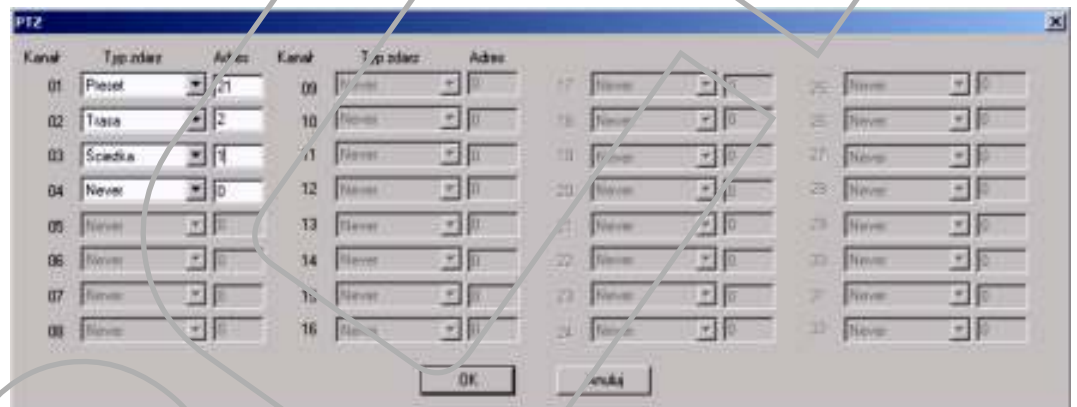 PTZ
Kanał Typ zdarz Adres Kanał Typ zdarz Adres
01 Preset 21 09 Never 0 17 Never 0 25 Never 0
02 Trasa 2 10 Never 0 18 Never 0 26 Never 0
03 Ścieżka 1 11 Never 0 19 Never 0 27 Never 0
04 Never 0 12 Never 0 20 Never 0 28 Never 0
05 Never 0 13 Never 0 21 Never 0 29 Never 0
06 Never 0 14 Never 0 22 Never 0 30 Never 0
07 Never 0 15 Never 0 23 Never 0 31 Never 0
08 Never 0 16 Never 0 24 Never 0 32 Never 0
OK Anuluj